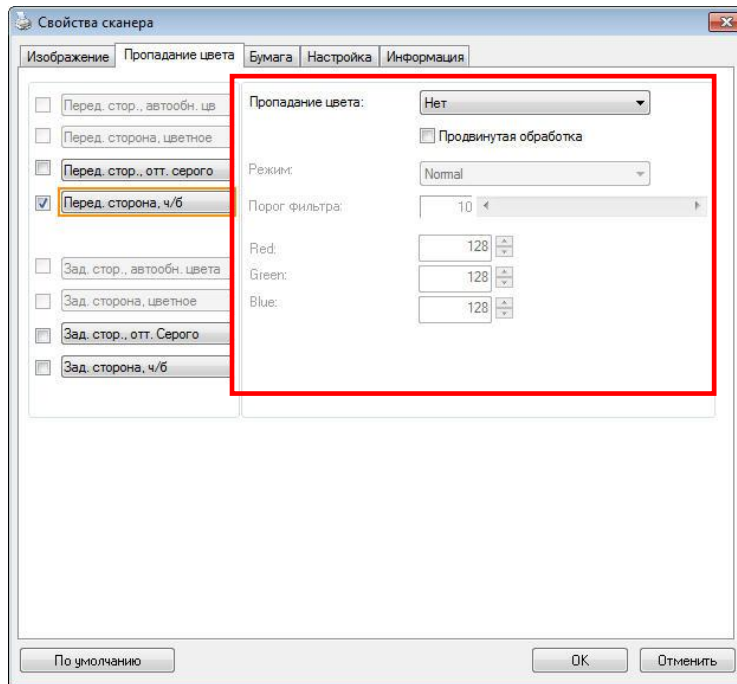 Свойства сканера
Изображение Пропадание цвета Бумага Настройка Информация
Перед. стор., автообн. цв
Перед. сторона, цветное
Перед. стор., отт. серого
Перед. сторона, ч/б
Зад. стор., автообн. цвета
Зад. сторона, цветное
Зад. стор., отт. Серого
Зад. сторона, ч/б
Пропадание цвета: Нет
Продвинутая обработка
Режим: Normal
Порог фильтра: 10
Red: 128
Green: 128
Blue: 128
По умолчанию OK Отменить